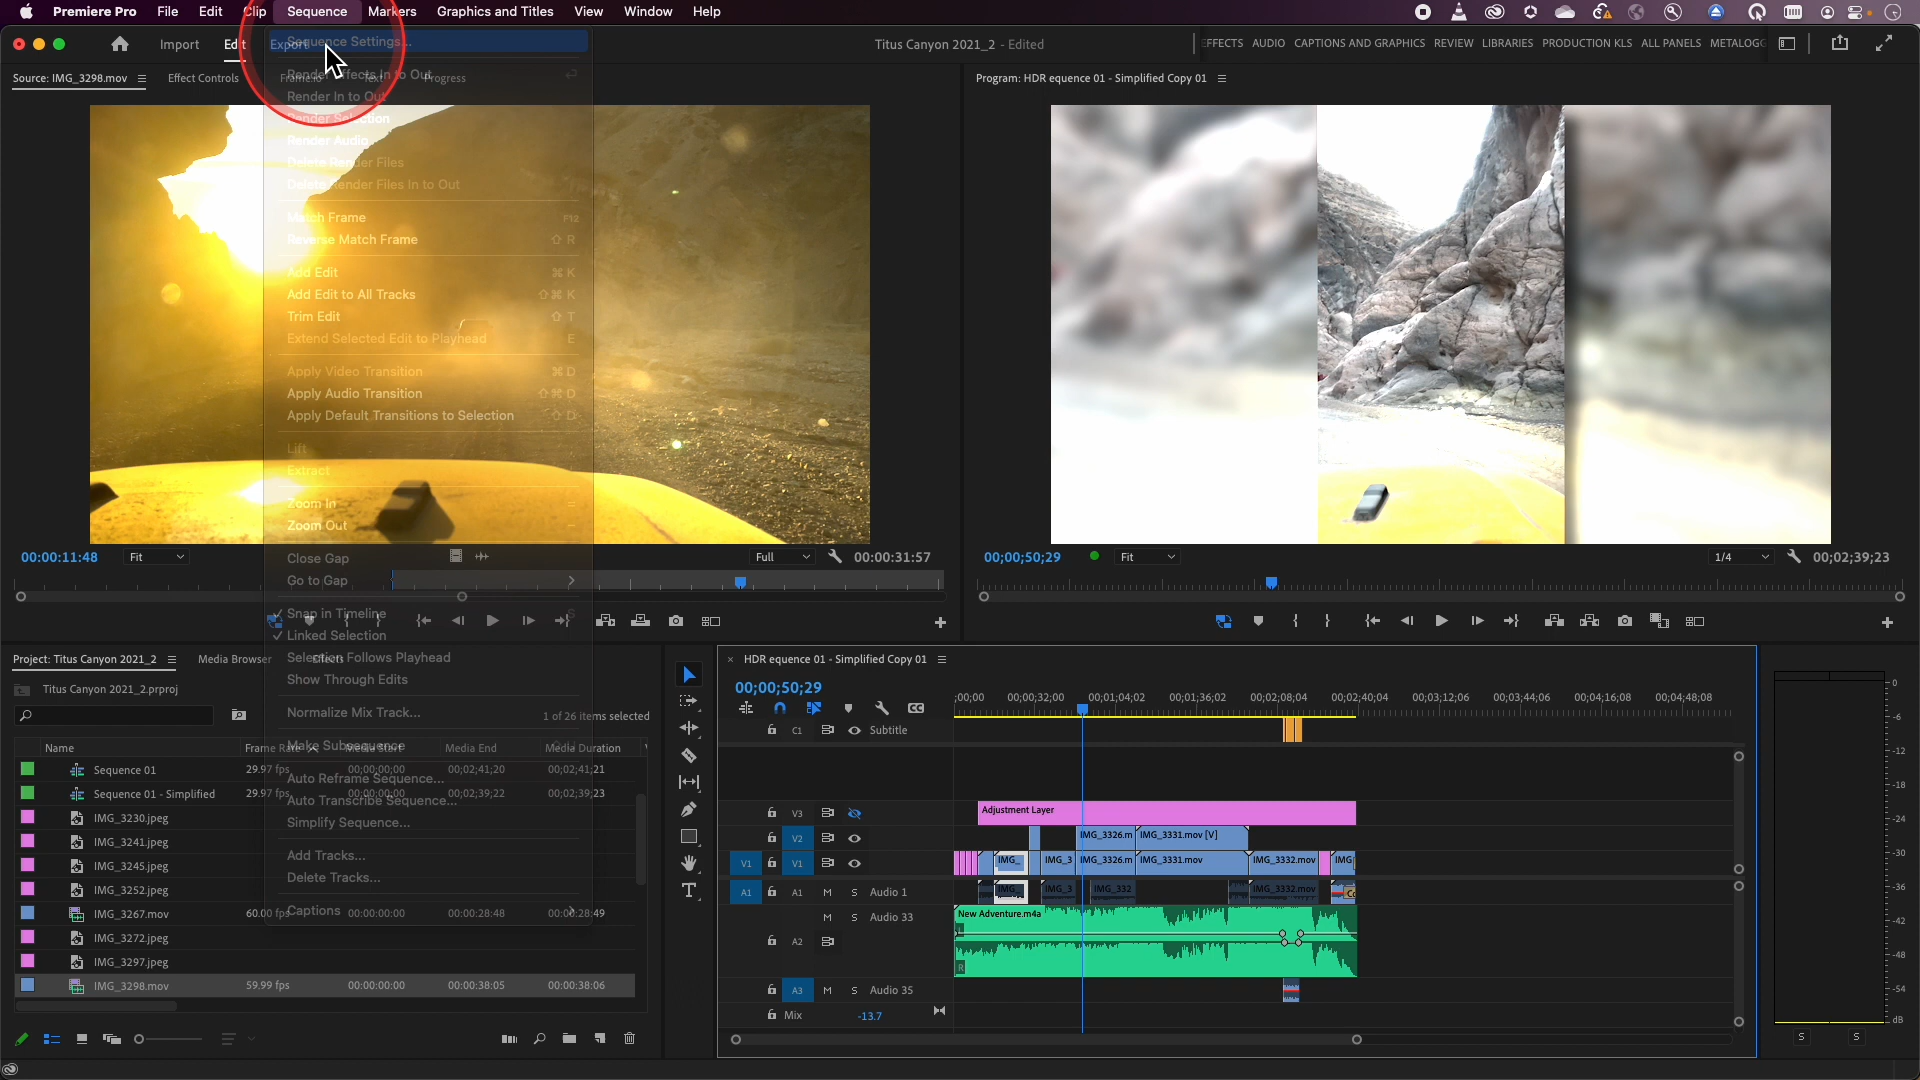 Premiere Pro File Edit Clip Sequence Markers Graphics and Titles View Window Help
Import Edit Export Titus Canyon 2021_2 - Edited EFFECTS AUDIO CAPTIONS AND GRAPHICS REVIEW LIBRARIES PRODUCTION KLS ALL PANELS METALOGG
Sequence Settings...
Source: IMG_3298.mov Effect Controls Text Progress Program: HDR equence 01 - Simplified Copy 01
Render Effects In to Out
Render In to Out
Render Selection
Render Audio
Delete Render Files
Delete Render Files In to Out
Match Frame F12
Reverse Match Frame ⇧ R
Add Edit ⌘ K
Add Edit to All Tracks ⇧⌘ K
Trim Edit ⇧ T
Extend Selected Edit to Playhead E
Apply Video Transition ⌘ D
Apply Audio Transition ⇧⌘ D
Apply Default Transitions to Selection ⇧ D
Lift ;
Extract '
Zoom In =
Zoom Out -
00:00:11:48 Fit Close Gap Full 00:00:31:57 00;00;50;29 Fit 1/4 00;02;39;23
Go to Gap
Snap in Timeline S
Linked Selection
Selection Follows Playhead
Show Through Edits
Project: Titus Canyon 2021_2 Media Browser Effects
Titus Canyon 2021_2.prproj
Normalize Mix Track... 1 of 26 items selected
Make Subsequence ⇧ U
Name Frame Rate Media Start Media End Media Duration
Sequence 01 29.97 fps 00;00;00;00 00;02;41;20 00;02;41;21
Auto Reframe Sequence...
Sequence 01 - Simplified 29.97 fps 00;00;00;00 00;02;39;22 00;02;39;23
Auto Transcribe Sequence...
IMG_3230.jpeg
Simplify Sequence...
IMG_3241.jpeg
Add Tracks...
IMG_3245.jpeg
Delete Tracks...
IMG_3252.jpeg
IMG_3267.mov 60.00 fps 00:00:00:00 00:00:28:48 00:00:28:49
Captions
IMG_3272.jpeg
IMG_3297.jpeg
IMG_3298.mov 59.99 fps 00:00:00:00 00:00:38:05 00:00:38:06
HDR equence 01 - Simplified Copy 01
00;00;50;29
;00;00 00;00;32;00 00;01;04;02 00;01;36;02 00;02;08;04 00;02;40;04 00;03;12;06 00;03;44;06 00;04;16;08 00;04;48;08
C1 Subtitle
V3 Adjustment Layer
V2 IMG_3326.m IMG_3331.mov [V]
V1 V1 IMG_ IMG_3 IMG_3326.m IMG_3331.mov IMG_3332.mov IMG
A1 A1 M S Audio 1 IMG_ IMG_3 IMG_332 IMG_3332.mov Co
M S Audio 33 New Adventure.m4a
L
A2
R
A3 M S Audio 35
Mix -13.7
0
-6
-12
-18
-24
-30
-36
-42
-48
-54
dB
S S